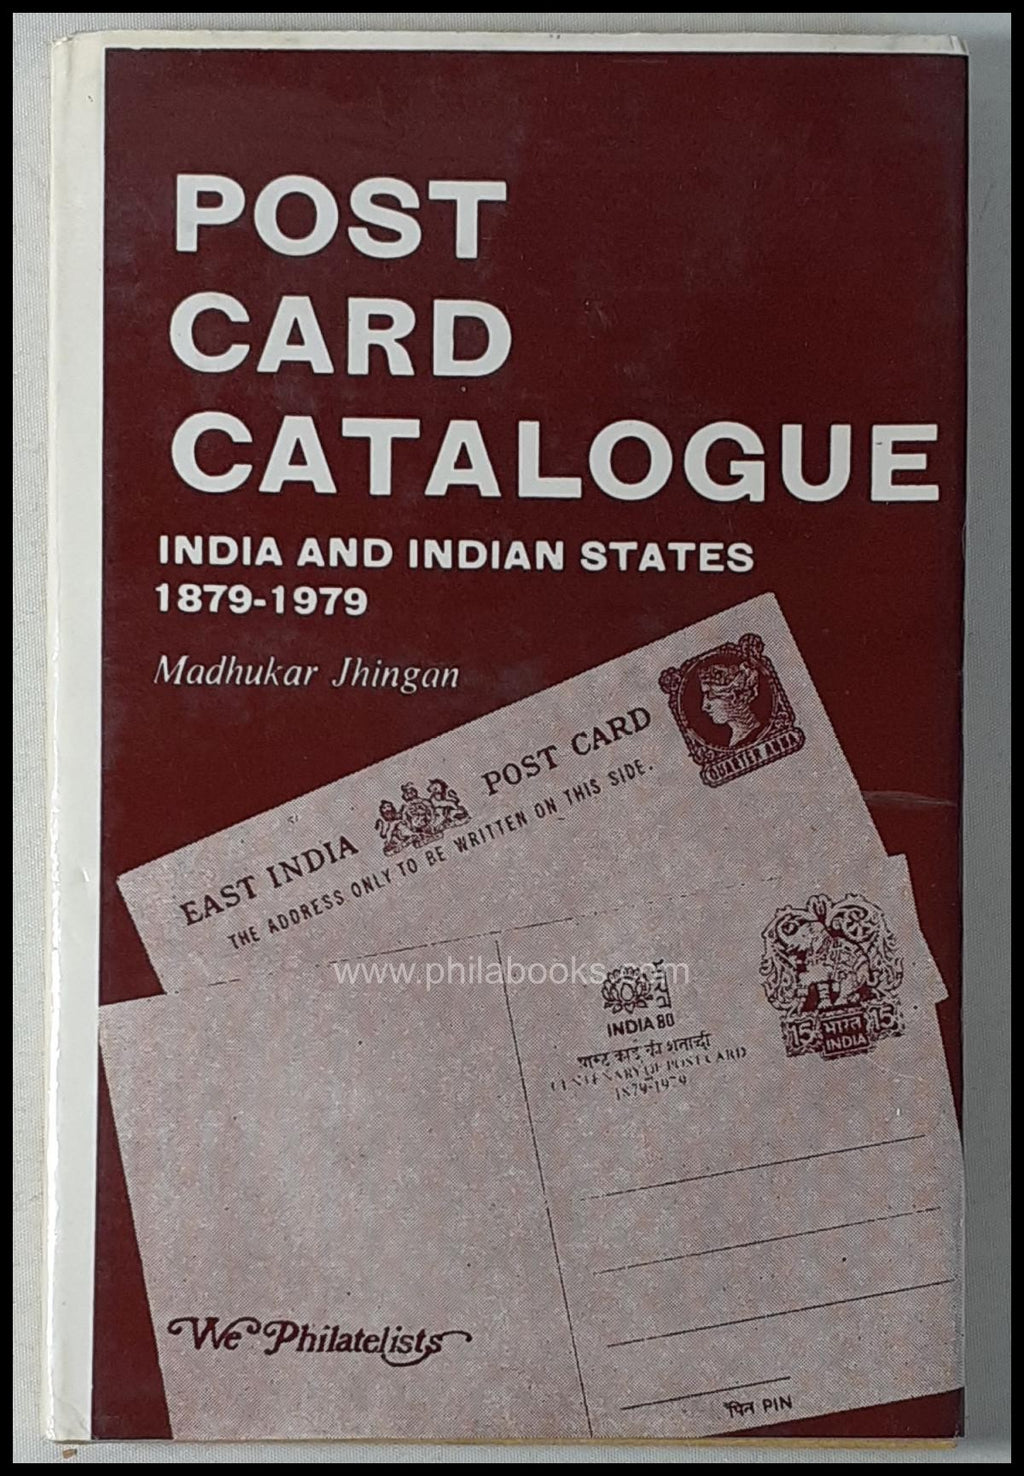 POST
CARD
CATALOGUE
INDIA AND INDIAN STATES
1879-1979
Madhukar Jhingan
EAST INDIA POST CARD
THE ADDRESS ONLY TO BE WRITTEN ON THIS SIDE.
QUARTER ANNA
www.philabooks.com
भारत
INDIA 80
पोस्ट कार्ड की शताब्दी
CENTENARY OF POST CARD
1879-1979
15 भारत 15
INDIA
We Philatelists
पिन PIN